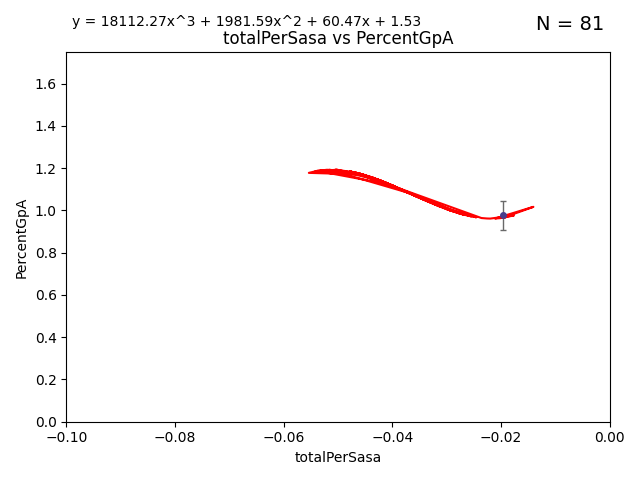 y = 18112.27x^3 + 1981.59x^2 + 60.47x + 1.53
N = 81
totalPerSasa vs PercentGpA
1.6
1.4
1.2
1.0
0.8
0.6
0.4
0.2
0.0
PercentGpA
−0.10 −0.08 −0.06 −0.04 −0.02 0.00
totalPerSasa